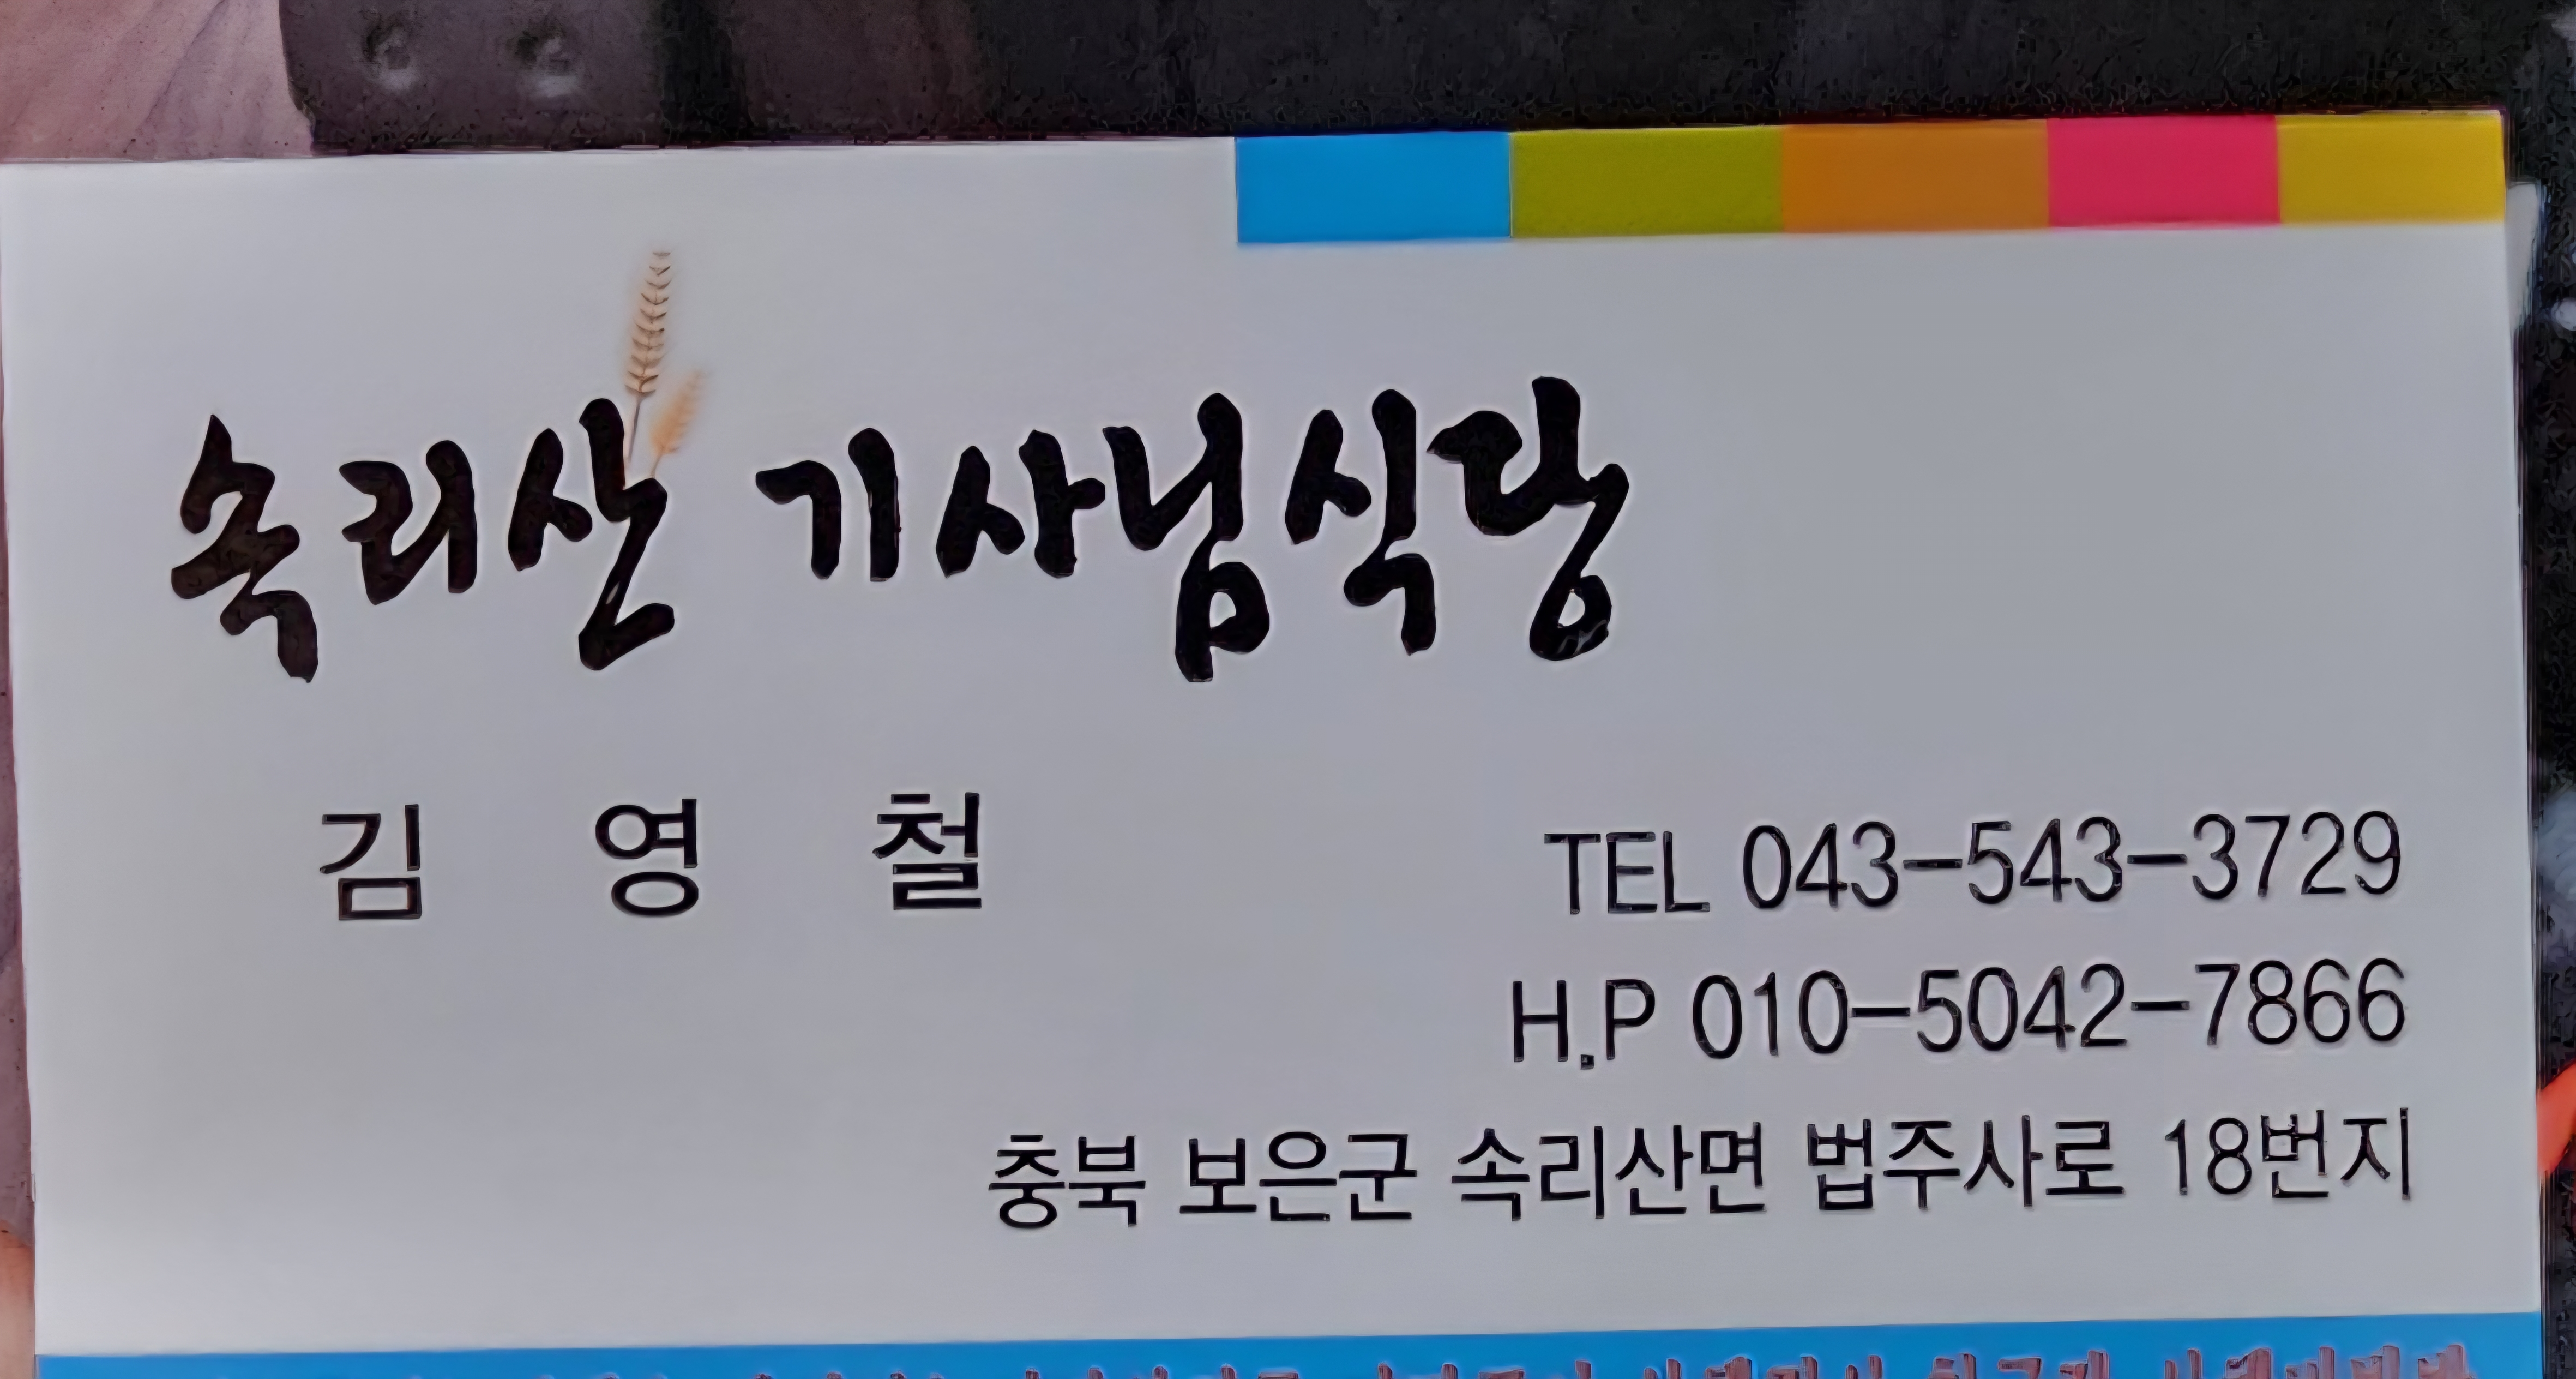 속리산 기사님식당
김 영 철
TEL 043-543-3729
H.P 010-5042-7866
충북 보은군 속리산면 법주사로 18번지